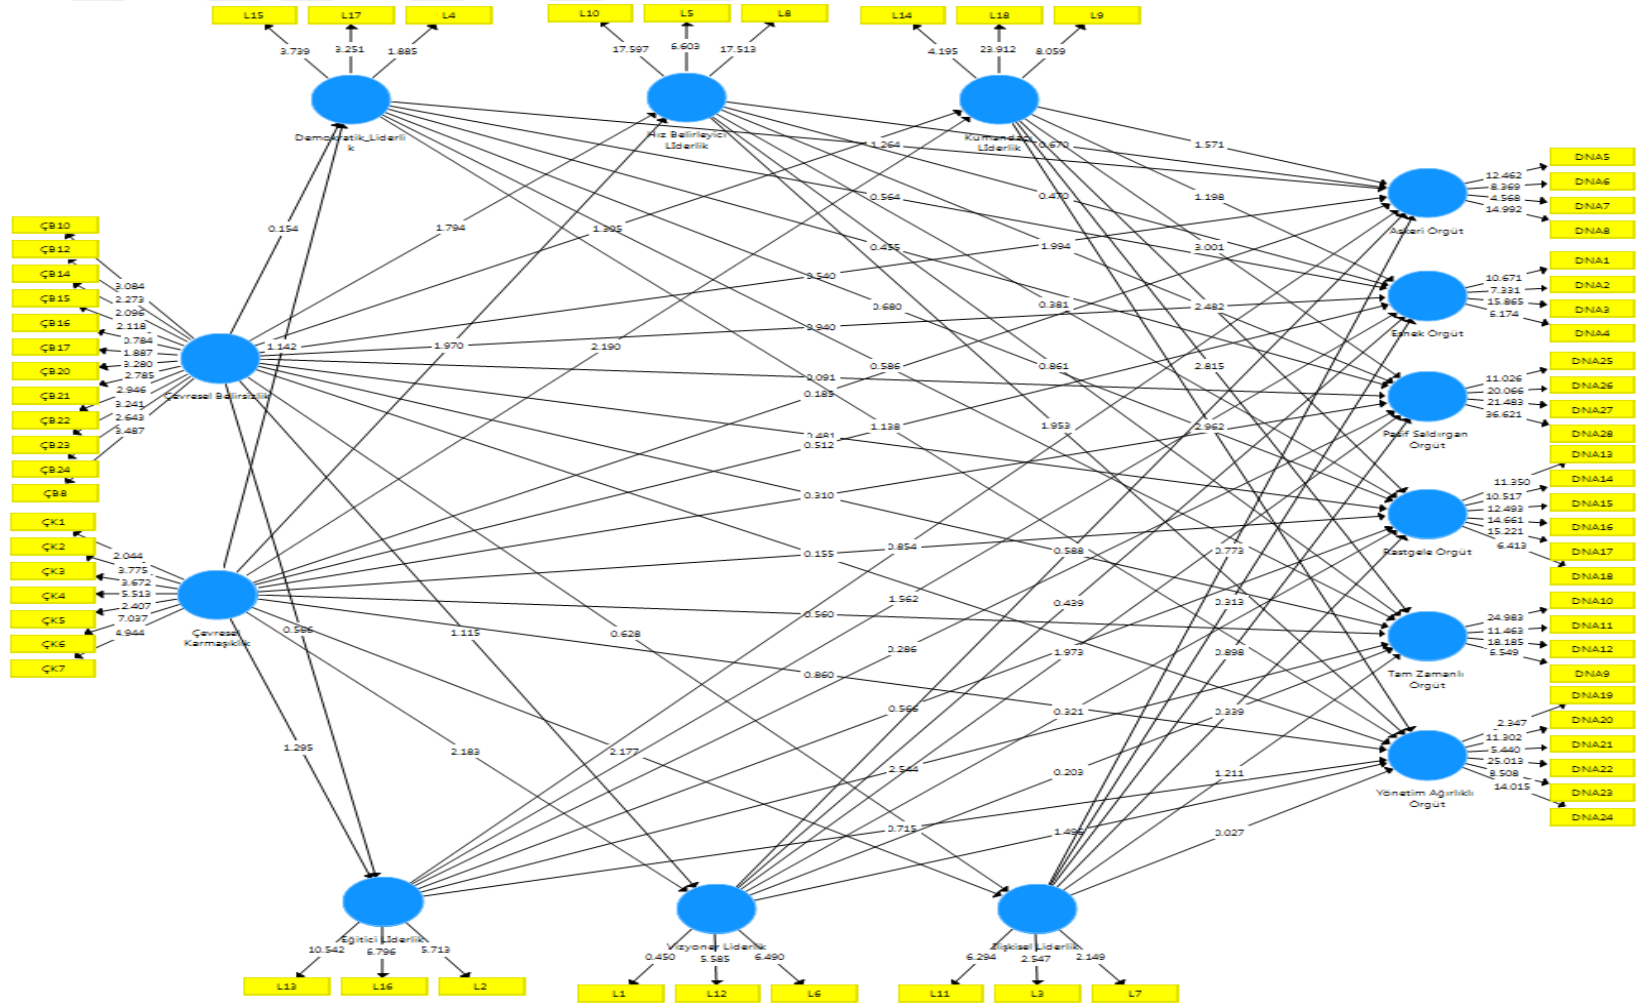 L15
L17
L4
L10
L5
L8
L14
L18
L9
3.739
3.251
1.885
17.597
6.603
17.513
4.195
23.912
8.059
Demokratik_Liderli
k
Hız Belirleyici
Liderlik
Kumandacı
Liderlik
1.264
0.670
1.571
DNA5
DNA6
DNA7
DNA8
12.462
8.369
4.568
14.992
Askeri Örgüt
0.564
0.470
1.198
ÇB10
ÇB12
ÇB14
ÇB15
ÇB16
ÇB17
ÇB20
ÇB21
ÇB22
ÇB23
ÇB24
ÇB8
3.084
2.273
2.096
2.118
1.887
3.280
2.785
2.946
3.241
2.643
3.487
Çevresel Belirsizlik
0.154
1.794
1.305
0.455
1.994
3.001
0.540
0.680
0.381
2.482
0.940
1.142
1.970
2.190
0.586
0.861
2.815
0.091
0.185
1.138
1.953
2.962
0.481
0.512
DNA1
DNA2
DNA3
DNA4
10.671
7.331
15.865
6.174
Esnek Örgüt
DNA25
DNA26
DNA27
DNA28
11.026
20.066
21.483
36.621
Pasif Saldırgan
Örgüt
DNA13
DNA14
DNA15
DNA16
DNA17
DNA18
11.350
10.517
12.493
14.661
15.221
6.413
Rastgele Örgüt
ÇK1
ÇK2
ÇK3
ÇK4
ÇK5
ÇK6
ÇK7
2.044
3.775
3.672
5.513
2.407
7.037
4.944
Çevresel
Karmaşıklık
0.310
0.155
0.854
0.588
0.773
0.560
1.562
0.439
0.313
0.596
1.115
0.628
0.286
1.973
0.898
0.860
0.566
0.321
0.339
1.295
2.183
2.177
2.544
0.203
1.211
0.715
1.496
0.027
DNA10
DNA11
DNA12
DNA9
24.983
11.463
18.185
Tam Zamanlı
Örgüt
DNA19
DNA20
DNA21
DNA22
DNA23
DNA24
2.347
11.302
5.440
25.013
14.015
Yönetim Ağırlıklı
Örgüt
Eğitici Liderlik
Vizyoner Liderlik
İlişkisel Liderlik
10.542
6.796
5.713
0.450
5.585
6.490
6.294
2.547
2.149
L13
L16
L2
L1
L12
L6
L11
L3
L7